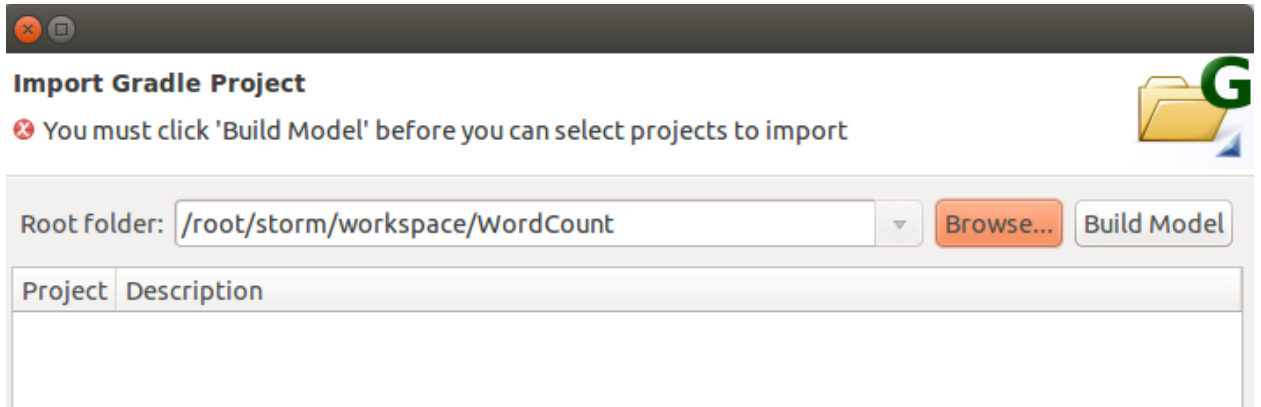 Import Gradle Project
You must click 'Build Model' before you can select projects to import
Root folder: /root/storm/workspace/WordCount Browse... Build Model
Project Description